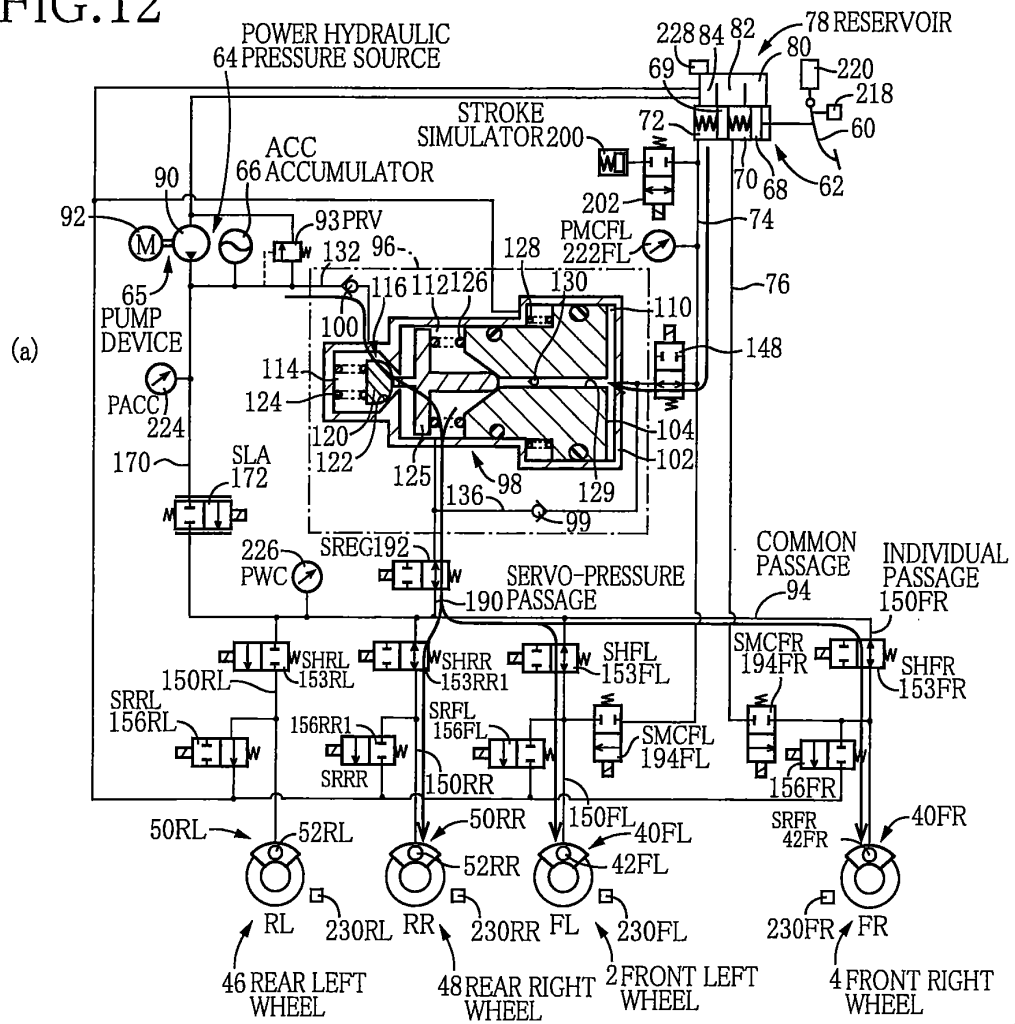 FIG.12
POWER HYDRAULIC
64 PRESSURE SOURCE
228 84 82
78 RESERVOIR
80
220
69
218
STROKE
SIMULATOR200
72
60
ACC
66 ACCUMULATOR
90
70
68
62
92
M
93PRV
202
74
132
96
128
PMCFL
222FL
65
PUMP
DEVICE
116
112
126
130
76
110
(a)
100
148
114
PACC
224
124
120
122
125
98
129
104
102
170
SLA
172
136
99
226
PWC
SREG192
190
SERVO-PRESSURE
PASSAGE
COMMON
PASSAGE
94
INDIVIDUAL
PASSAGE
150FR
SMCFR
194FR
SHRL
153RL
SHRR
153RR1
SHFL
153FL
SHFR
153FR
150RL
SRRL
156RL
156RR1
SRFL
156FL
SMCFL
194FL
SRRR
150RR
156FR
150FL
50RL
52RL
50RR
40FL
SRFR
42FR
40FR
52RR
42FL
RL
230RL
RR
230RR
FL
230FL
230FR
FR
46 REAR LEFT
WHEEL
48 REAR RIGHT
WHEEL
2 FRONT LEFT
WHEEL
4 FRONT RIGHT
WHEEL